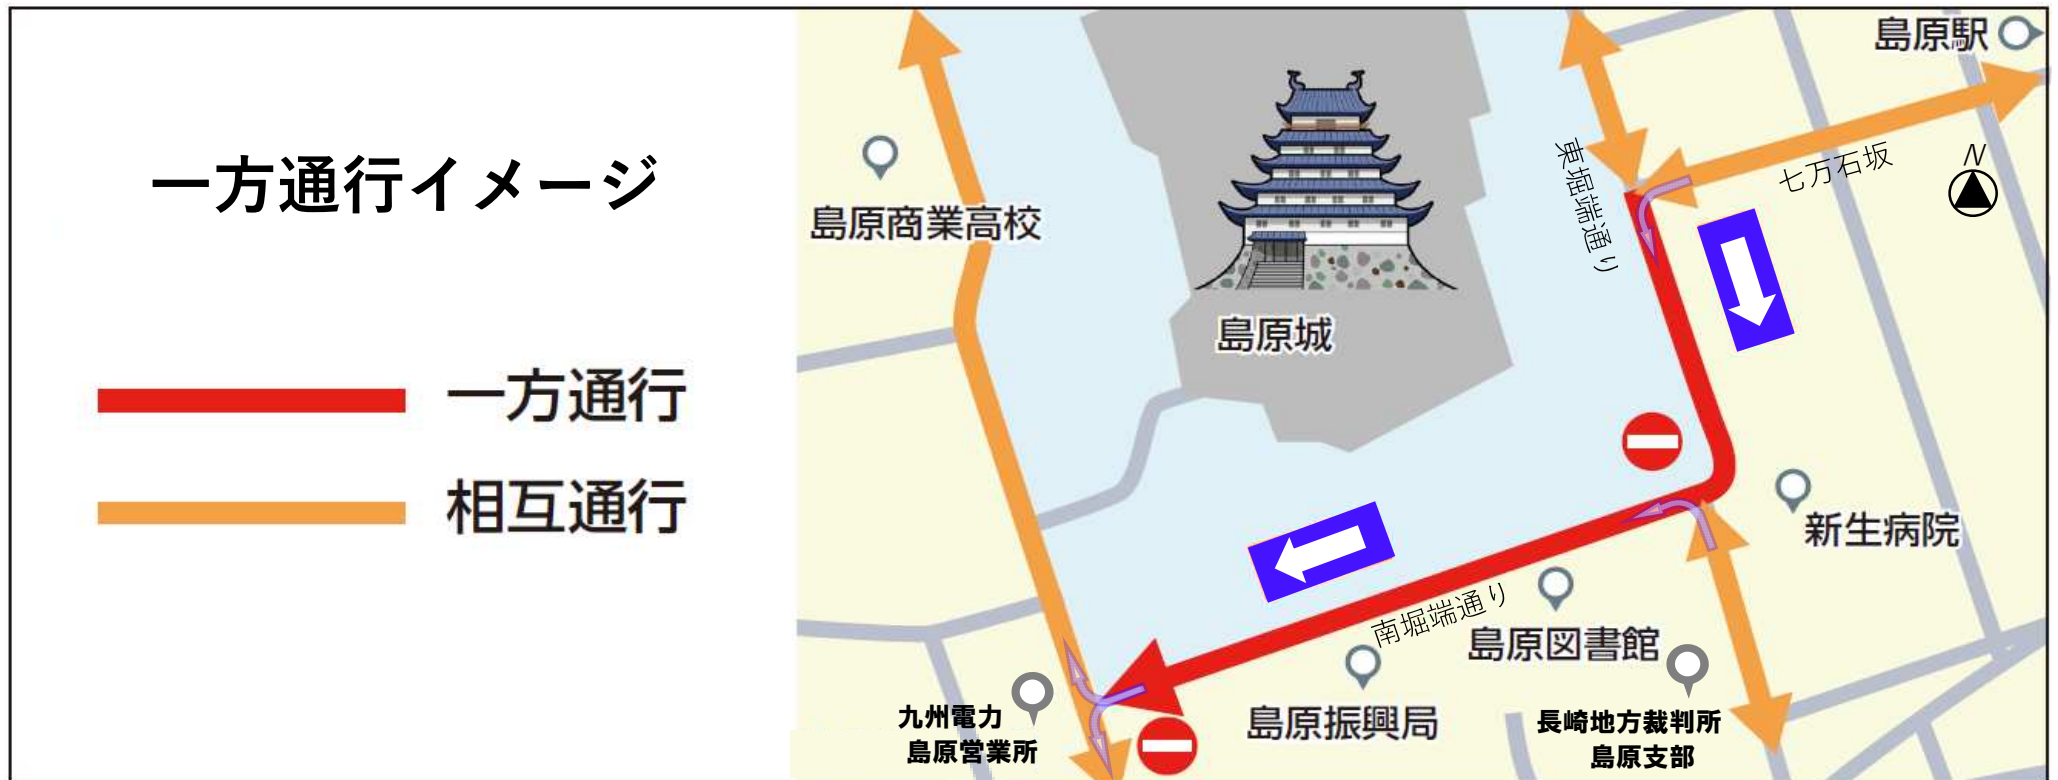 一方通行イメージ
一方通行
相互通行
島原駅
島原商業高校
東堀端通り
七万石坂
N
島原城
新生病院
南堀端通り
島原図書館
島原振興局
九州電力
島原営業所
長崎地方裁判所
島原支部